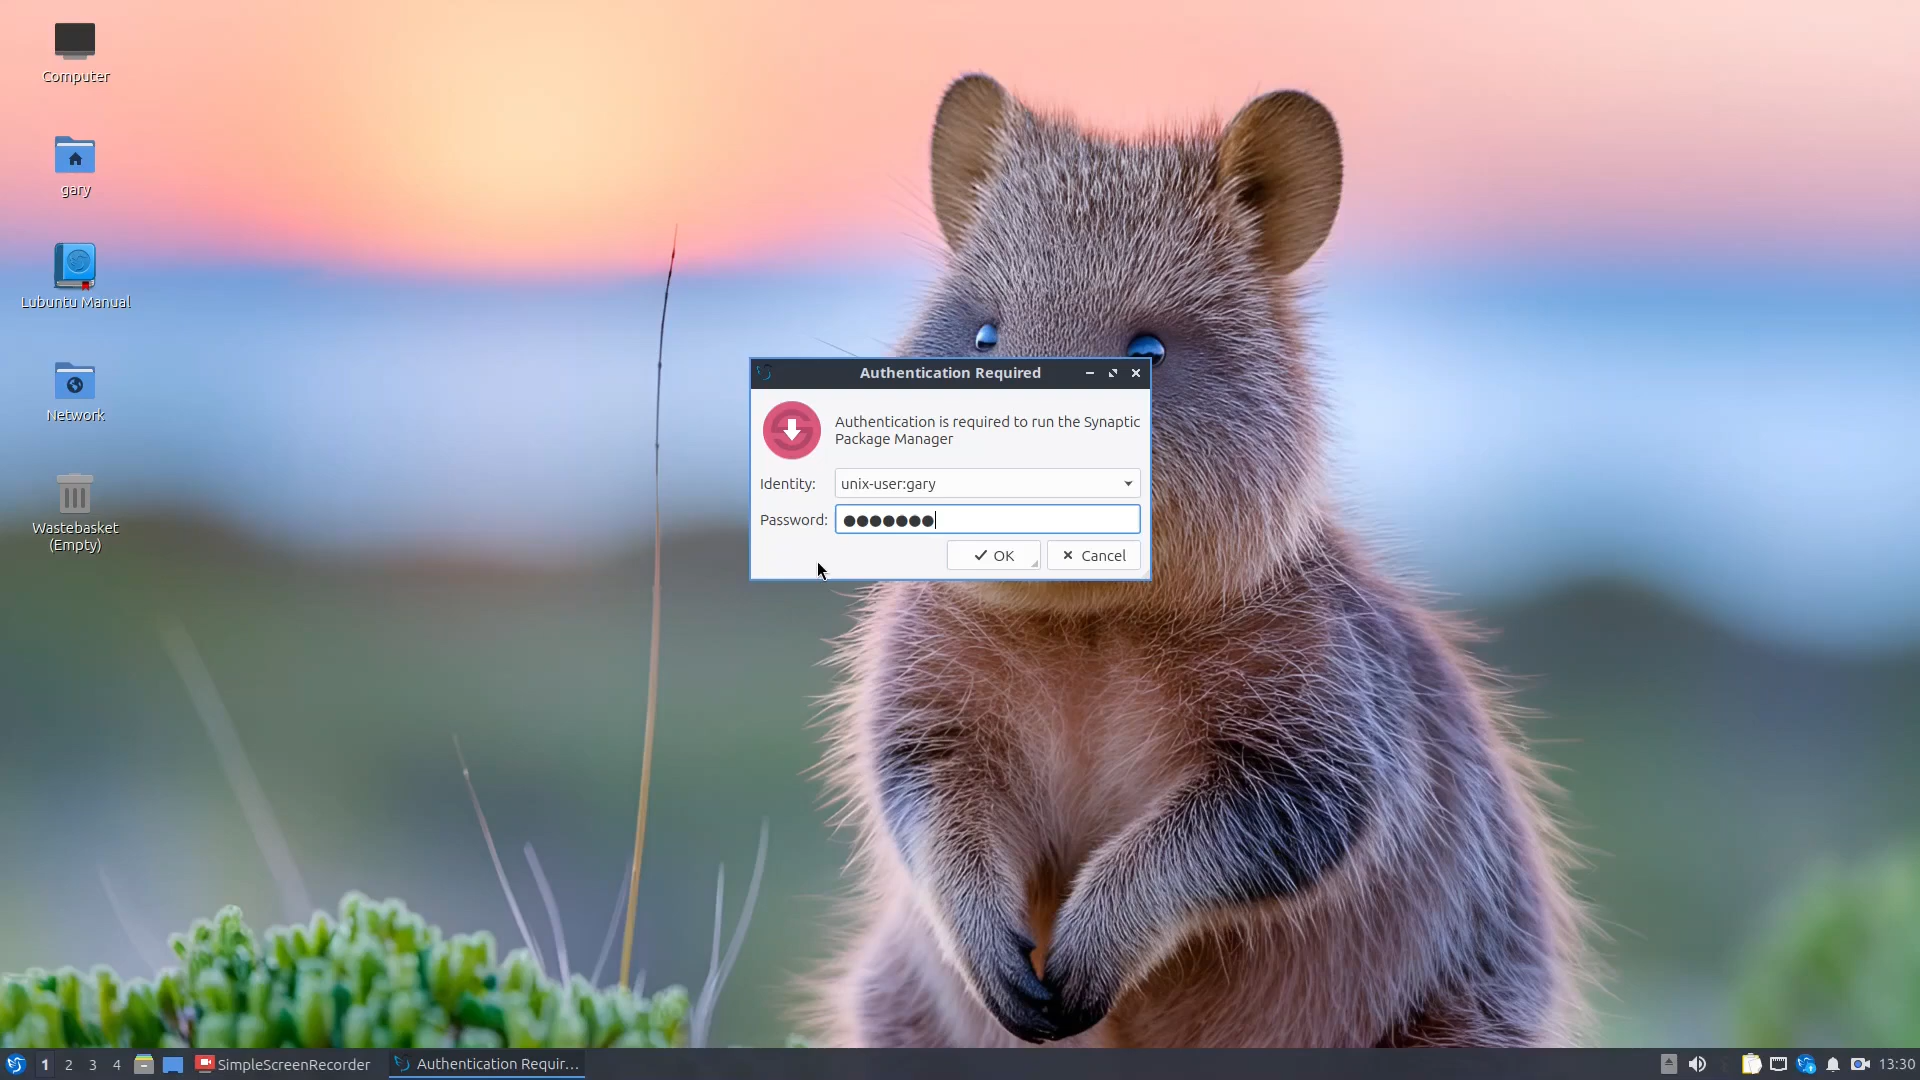 Computer
gary
Lubuntu Manual
Network
Wastebasket
(Empty)
Authentication Required
Authentication is required to run the Synaptic
Package Manager
Identity:
unix-user:gary
Password:
●●●●●●●
OK
Cancel
1
2
3
4
SimpleScreenRecorder
Authentication Requir...
13:30